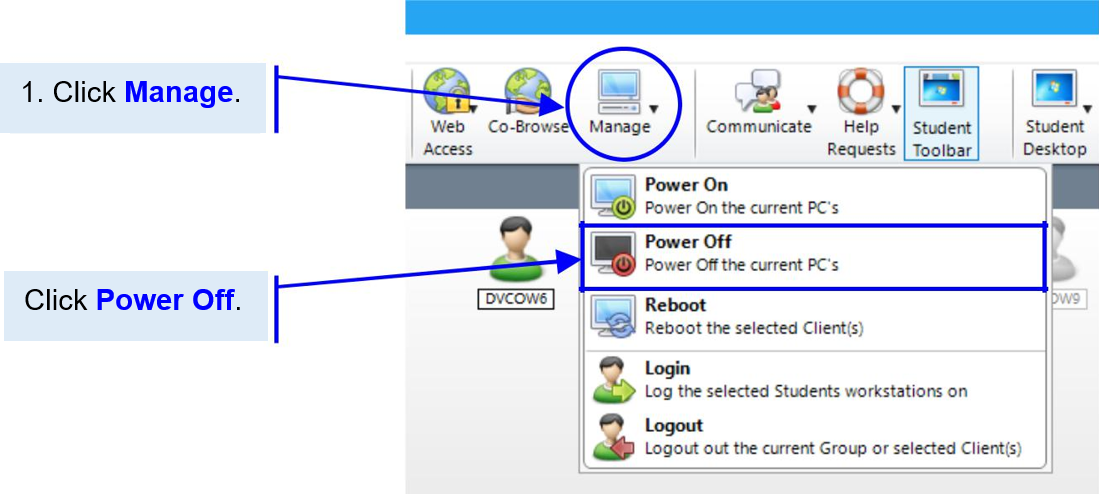 1. Click Manage.
Web
Access
Co-Browse
Manage
Communicate
Help
Requests
Student
Toolbar
Student
Desktop
Power On
Power On the current PC's
Power Off
Power Off the current PC's
Click Power Off.
DVCOW6
OW9
Reboot
Reboot the selected Client(s)
Login
Log the selected Students workstations on
Logout
Logout out the current Group or selected Client(s)